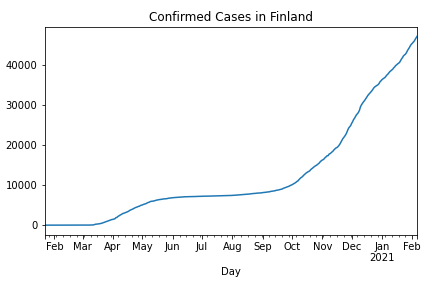 Confirmed Cases in Finland
40000
30000
20000
10000
0
Feb Mar Apr May Jun Jul Aug Sep Oct Nov Dec Jan Feb
2021
Day